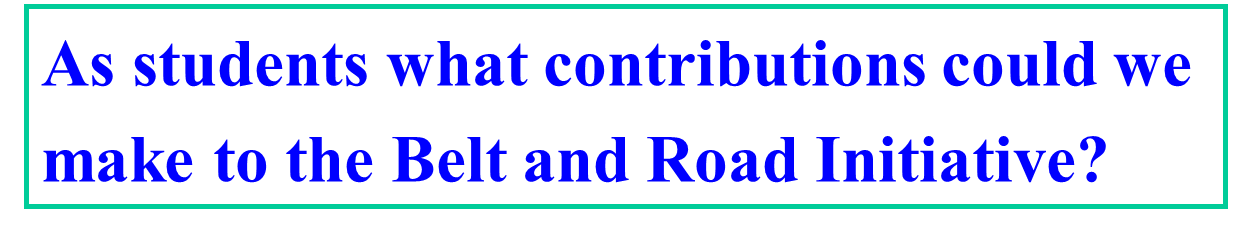 As students what contributions could we
make to the Belt and Road Initiative?